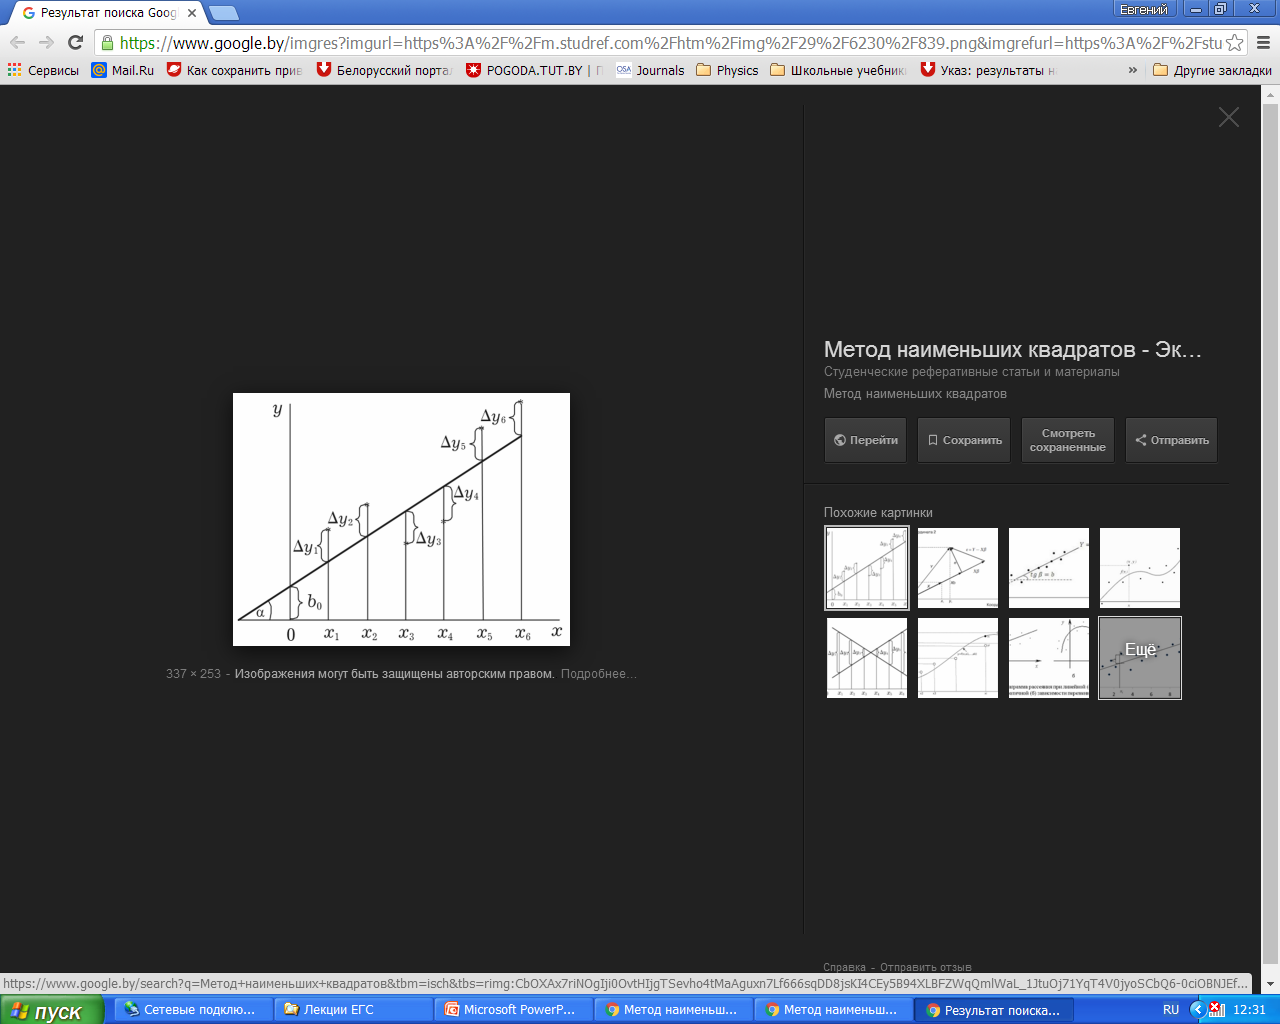 Результат поиска Goog
Евгений
https://www.google.by/imgres?imgurl=https%3A%2F%2Fm.studref.com%2Fhtm%2Fimg%2F29%2F6230%2F839.png&imgrefurl=https%3A%2F%2Fstu
Сервисы
Mail.Ru
Как сохранить прив
Белорусский порта
POGODA.TUT.BY |
OSA Journals
Physics
Школьные учебник
Указ: результаты н
»
Другие закладки
y
Δy₁
Δy₂
Δy₃
Δy₄
Δy₅
Δy₆
b₀
α
0 x₁ x₂ x₃ x₄ x₅ x₆ x
337 × 253 - Изображения могут быть защищены авторским правом. Подробнее…
Метод наименьших квадратов - Эк…
Студенческие реферативные статьи и материалы
Метод наименьших квадратов
Перейти
Сохранить
Смотреть
сохраненные
Отправить
Похожие картинки
tg β = b
Ещё
Справка - Отправить отзыв
https://www.google.by/search?q=Метод+наименьших+квадратов&tbm=isch&tbs=rimg:CbOXAx7riNOgIji0OvtHIjgTSevho4tMaAguxn7Lf666sqDD8jsKI4CEy5B94XLBFZWqQmlWaL_1JtuOj71YqT4V0jyoSCbQ6-0ciOBNJEf...
пуск
Сетевые подклю...
Лекции ЕГС
Microsoft PowerP...
Метод наименьш...
Метод наименьш...
Результат поиска...
RU
12:31